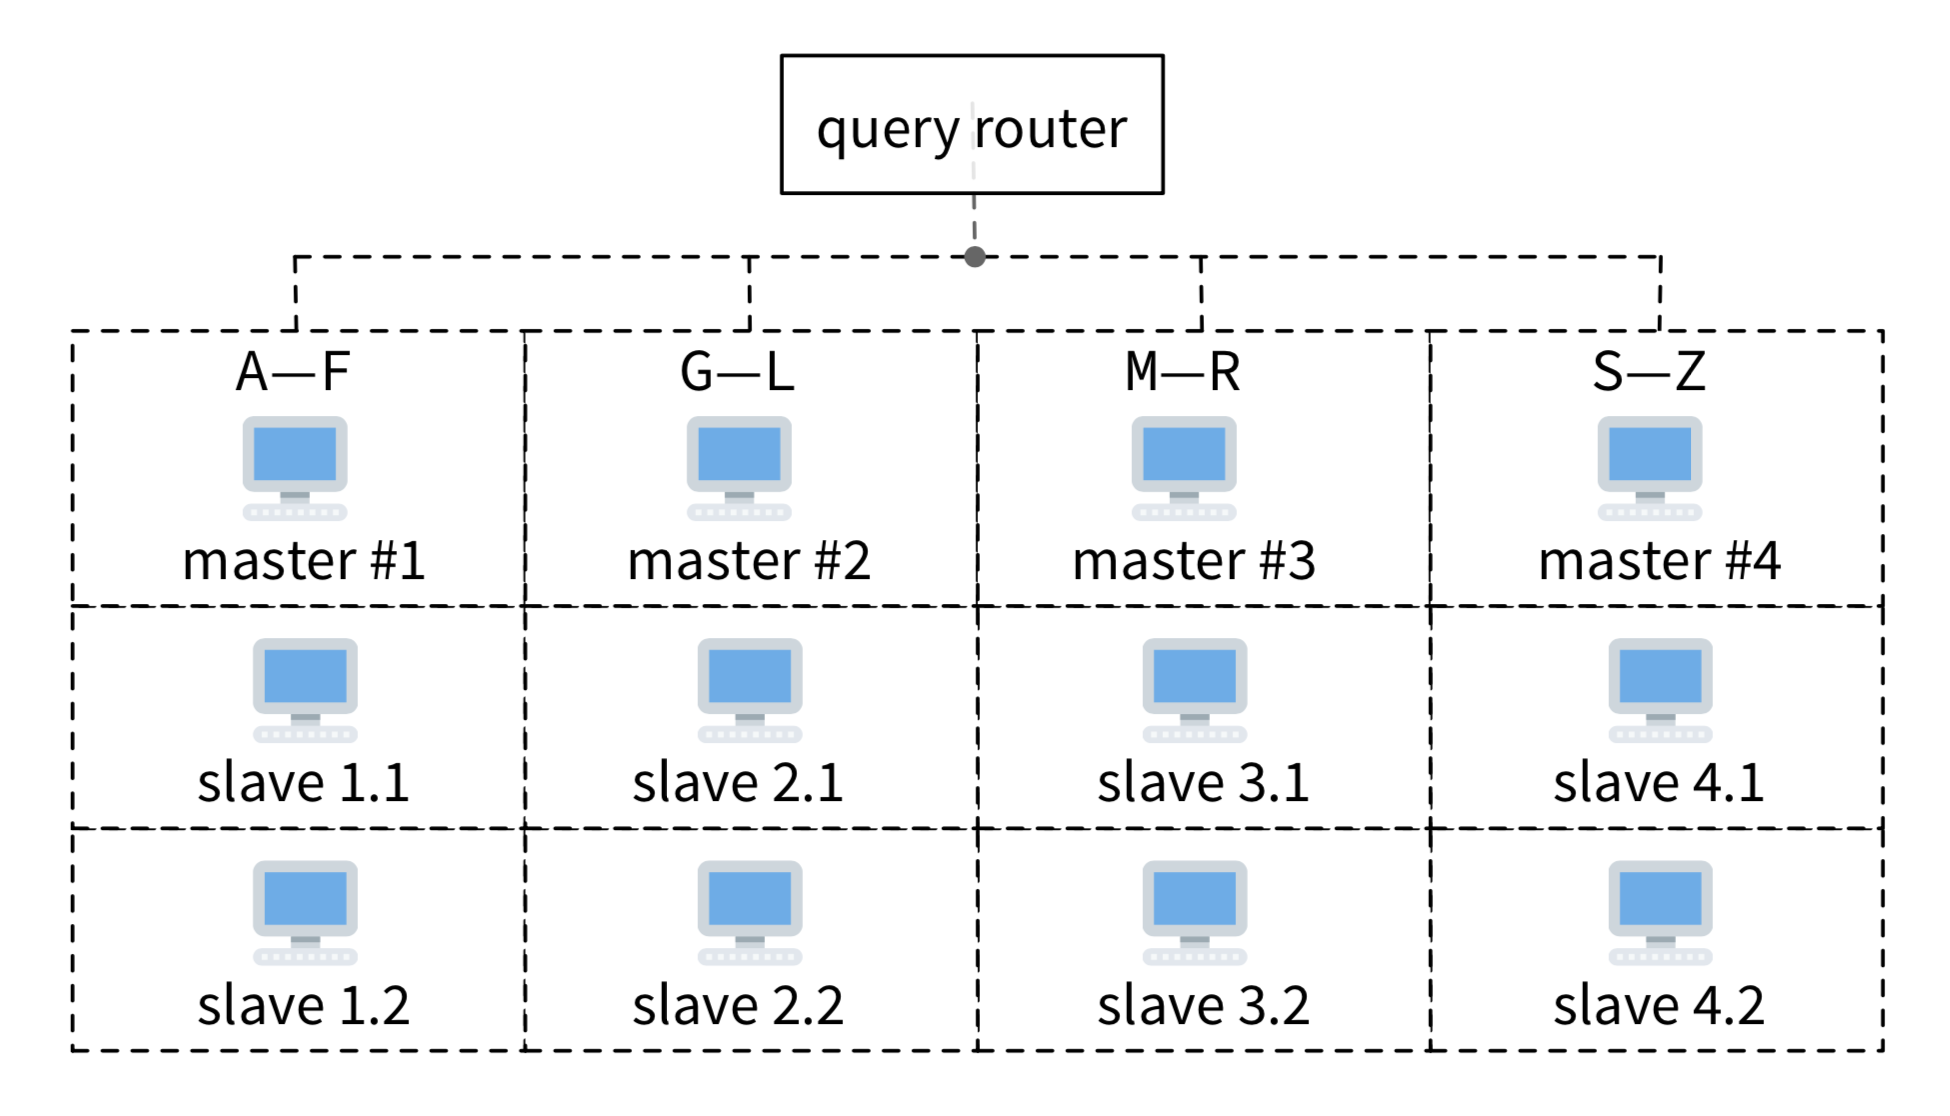 query router
A—F
G—L
M—R
S—Z
master #1
master #2
master #3
master #4
slave 1.1
slave 2.1
slave 3.1
slave 4.1
slave 1.2
slave 2.2
slave 3.2
slave 4.2